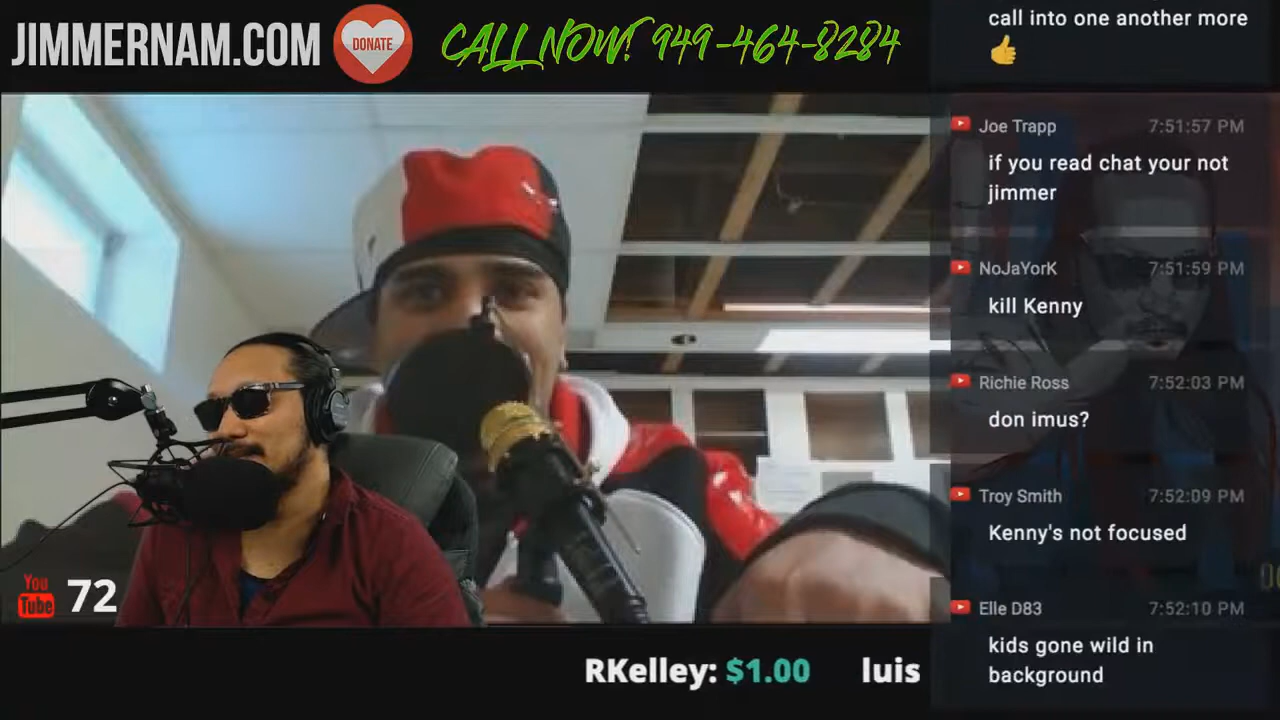 JIMMERNAM.COM
DONATE
CALL NOW! 949-464-8284
call into one another more
👍
Joe Trapp 7:51:57 PM
if you read chat your not
jimmer
NoJaYorK 7:51:59 PM
kill Kenny
Richie Ross 7:52:03 PM
don imus?
Troy Smith 7:52:09 PM
Kenny's not focused
Elle D83 7:52:10 PM
kids gone wild in
background
You
Tube 72
RKelley: $1.00 luis